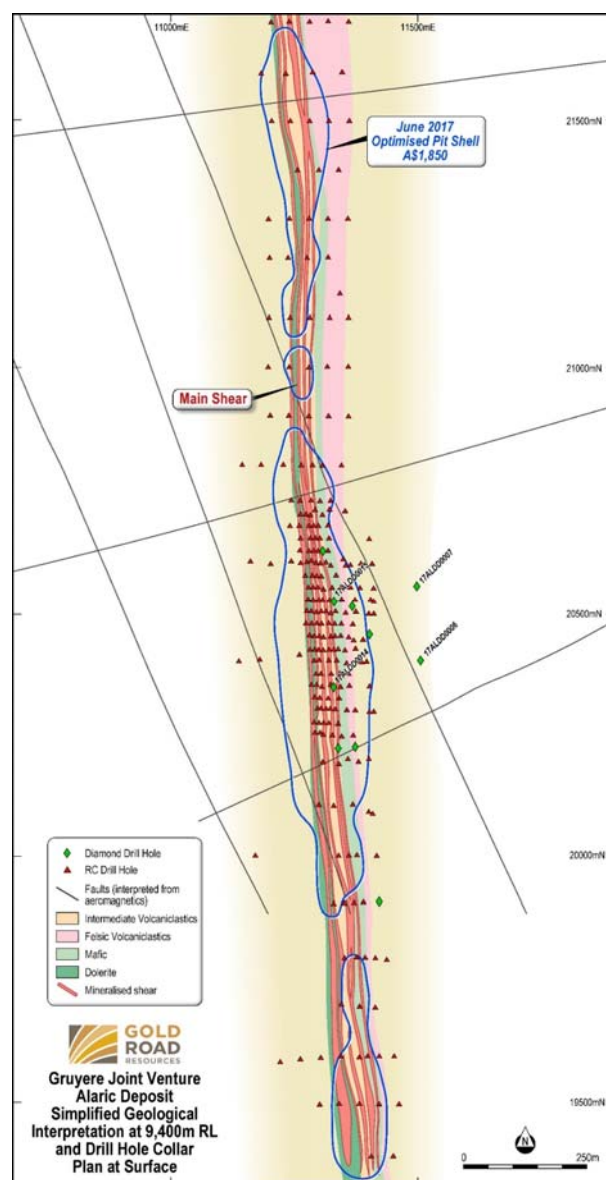 11000mE
11500mE
21500mN
June 2017
Optimised Pit Shell
A$1,850
21000mN
Main Shear
17ALDD0007
20500mN
17ALDD0006
17ALDD0014
20000mN
Diamond Drill Hole
RC Drill Hole
Faults (interpreted from
aeromagnetics)
Intermediate Volcaniclastics
Felsic Volcaniclastics
Mafic
Dolerite
Mineralised shear
GOLD
ROAD
RESOURCES
Gruyere Joint Venture
Alaric Deposit
Simplified Geological
Interpretation at 9,400m RL
and Drill Hole Collar
Plan at Surface
19500mN
N
0
250m